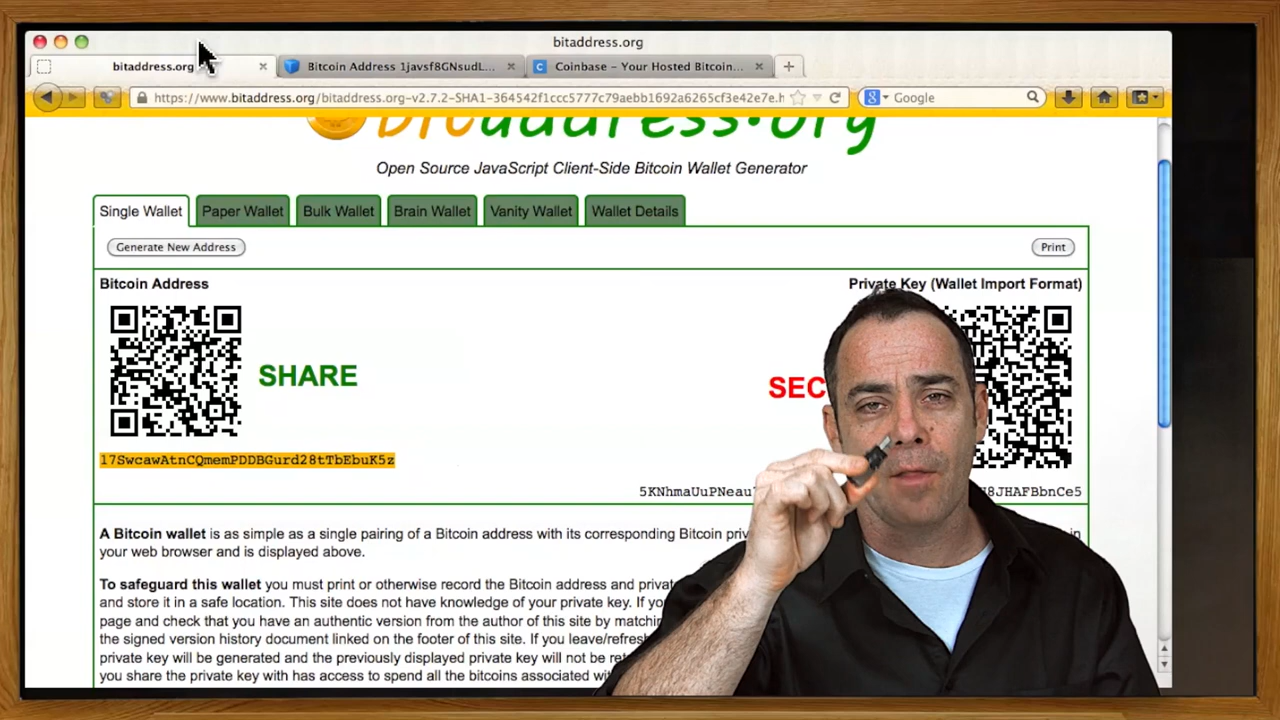 bitaddress.org
bitaddress.org
Bitcoin Address 1javsf8GNsudL...
Coinbase – Your Hosted Bitcoin...
https://www.bitaddress.org/bitaddress.org-v2.7.2-SHA1-364542f1ccc5777c79aebb1692a6265cf3e42e7e.h
Google
bitaddress.org
Open Source JavaScript Client-Side Bitcoin Wallet Generator
Single Wallet
Paper Wallet
Bulk Wallet
Brain Wallet
Vanity Wallet
Wallet Details
Generate New Address
Print
Bitcoin Address
Private Key (Wallet Import Format)
SHARE
SEC
17SwcawAtnCQmemPDDBGurd28tTbEbuK5z
5KNhmaUuPNeau
8JHAFBbnCe5
A Bitcoin wallet is as simple as a single pairing of a Bitcoin address with its corresponding Bitcoin priv
your web browser and is displayed above.
To safeguard this wallet you must print or otherwise record the Bitcoin address and privat
and store it in a safe location. This site does not have knowledge of your private key. If yo
page and check that you have an authentic version from the author of this site by matchin
the signed version history document linked on the footer of this site. If you leave/refres
private key will be generated and the previously displayed private key will not be ret
you share the private key with has access to spend all the bitcoins associated wi